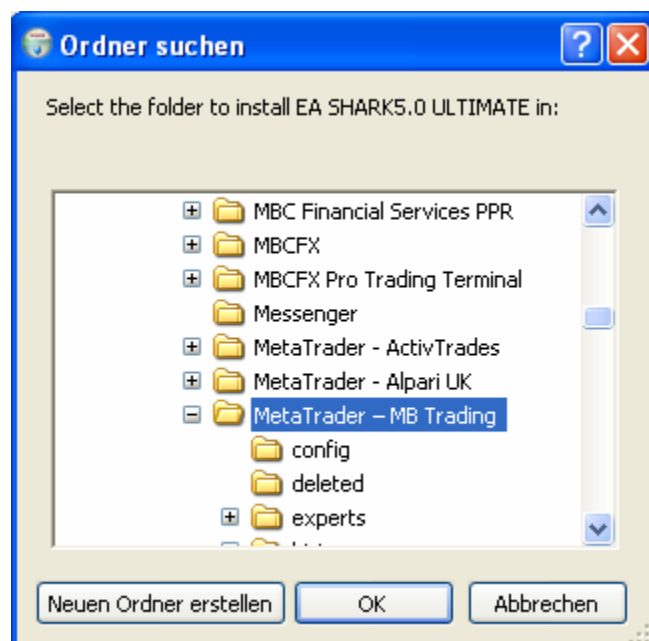 Ordner suchen
Select the folder to install EA SHARK5.0 ULTIMATE in:
MBC Financial Services PPR
MBCFX
MBCFX Pro Trading Terminal
Messenger
MetaTrader - ActivTrades
MetaTrader - Alpari UK
MetaTrader – MB Trading
config
deleted
experts
Neuen Ordner erstellen OK Abbrechen